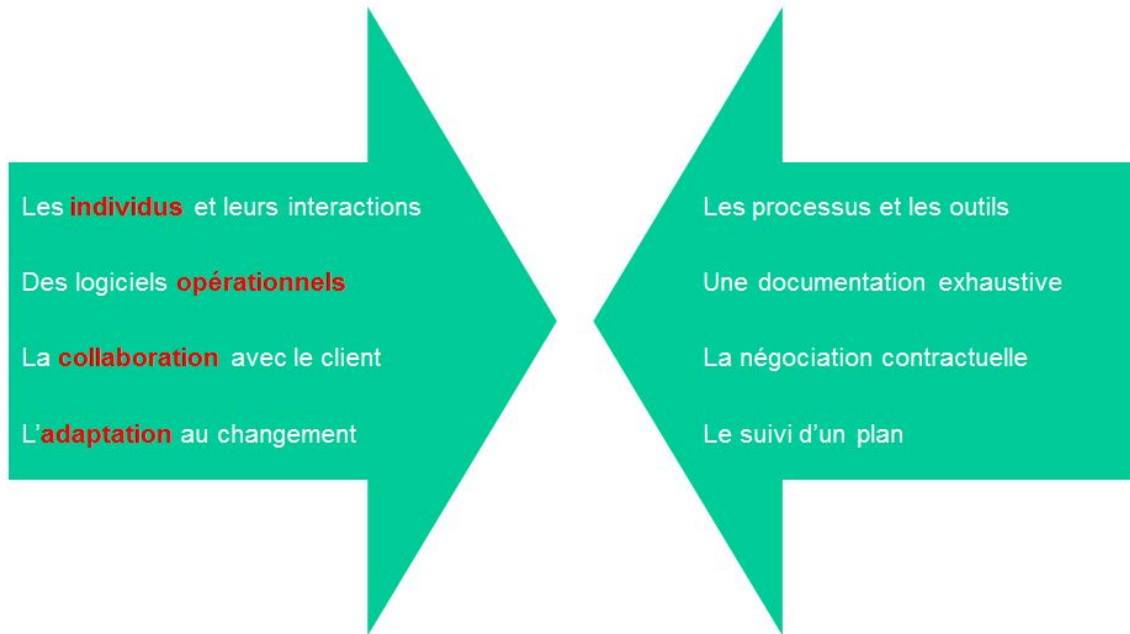 Les individus et leurs interactions
Des logiciels opérationnels
La collaboration avec le client
L'adaptation au changement
Les processus et les outils
Une documentation exhaustive
La négociation contractuelle
Le suivi d'un plan